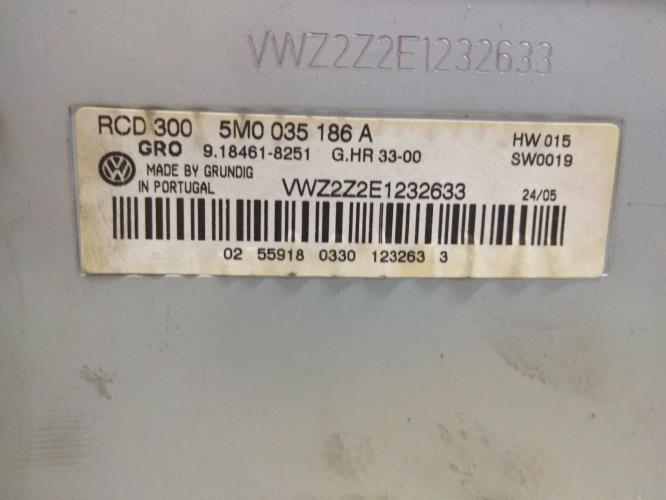 VWZ2Z2E1232633
RCD 300 5M0 035 186 A HW 015
GRO 9.18461-8251 G.HR 33-00 SW0019
MADE BY GRUNDIG
IN PORTUGAL VWZ2Z2E1232633 24/05
02 55918 0330 123263 3